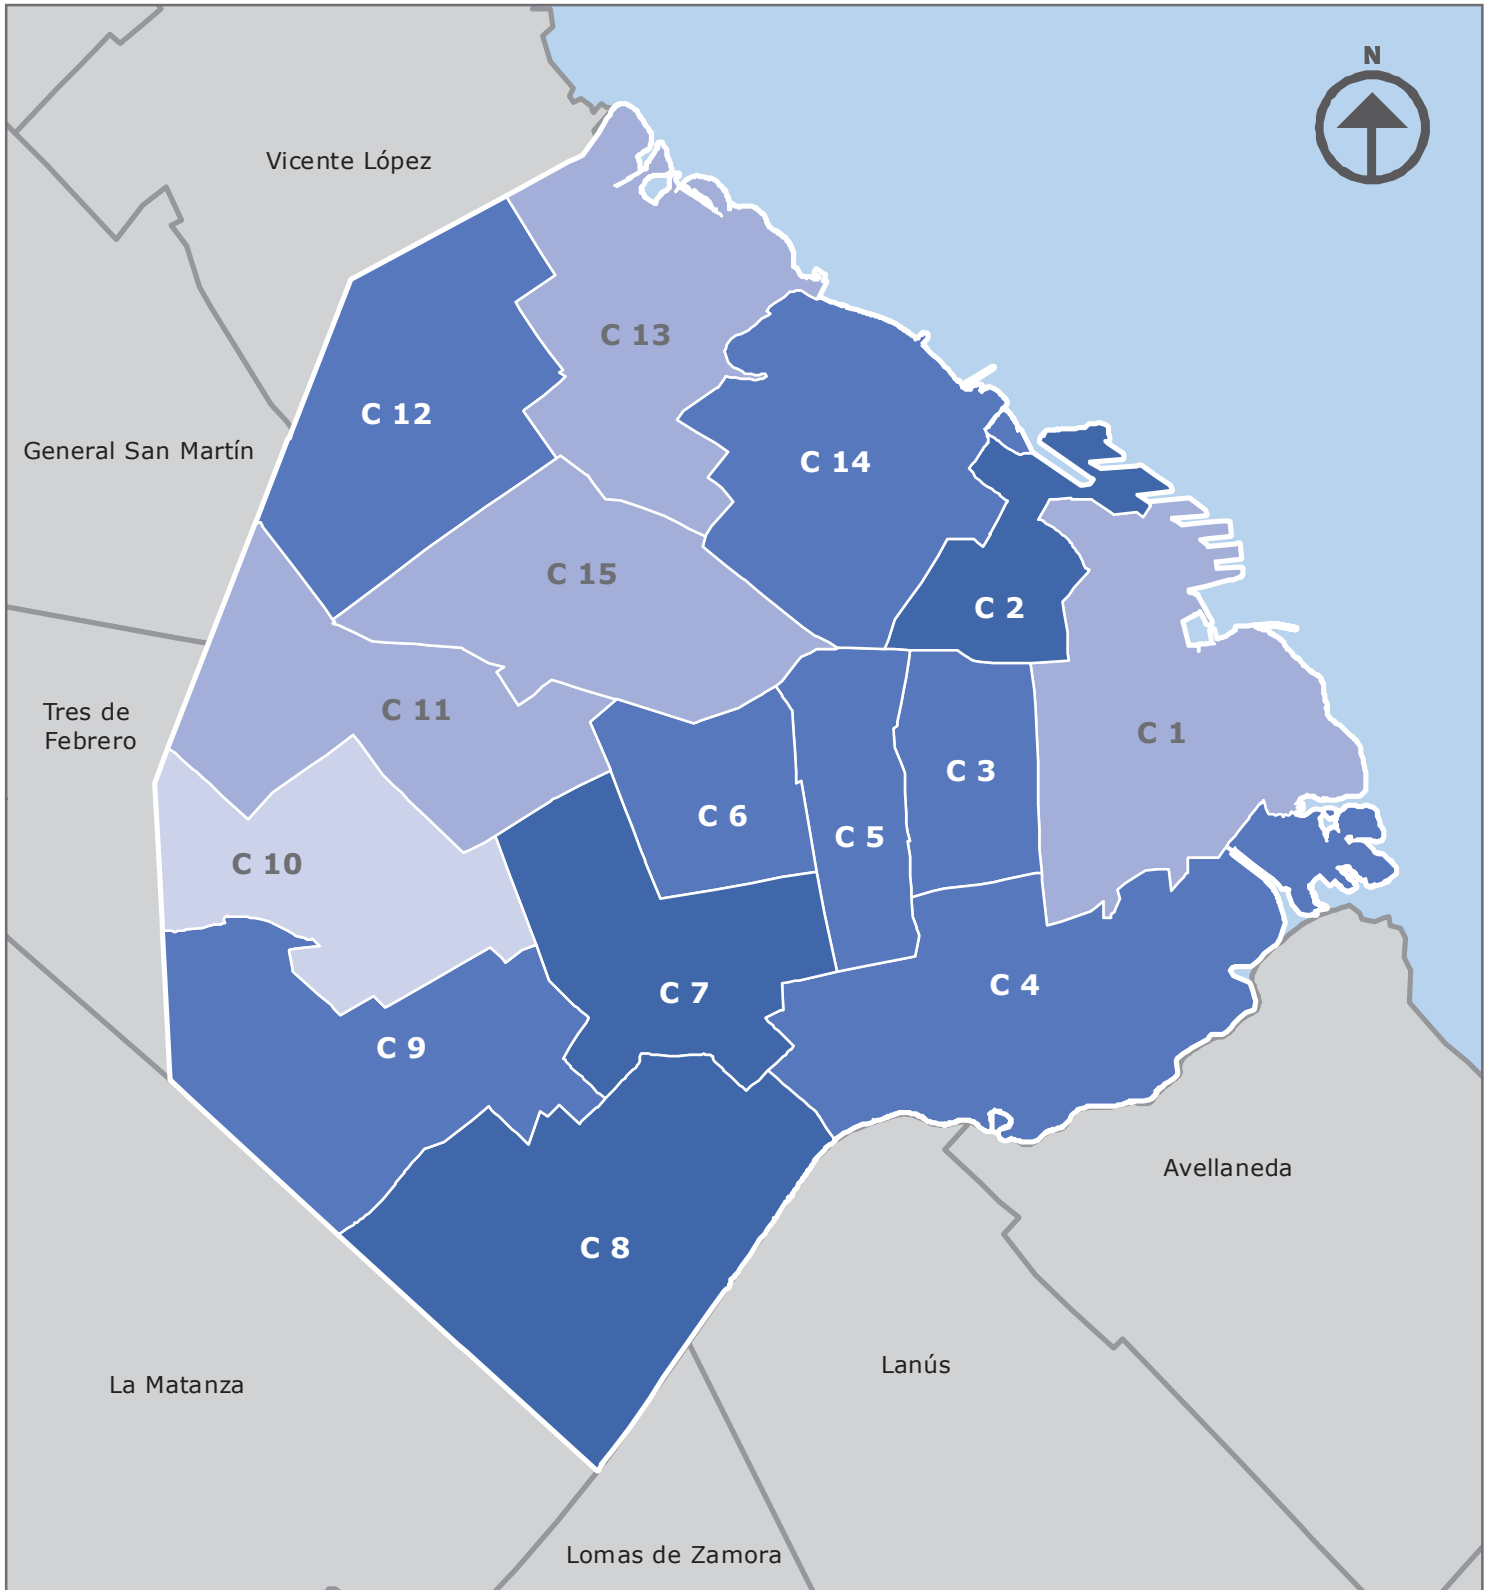 N
Vicente López
C 13
C 12
General San Martín
C 14
C 15
C 2
C 11
Tres de
Febrero
C 1
C 3
C 6
C 5
C 10
C 7
C 4
C 9
Avellaneda
C 8
Lanús
La Matanza
Lomas de Zamora